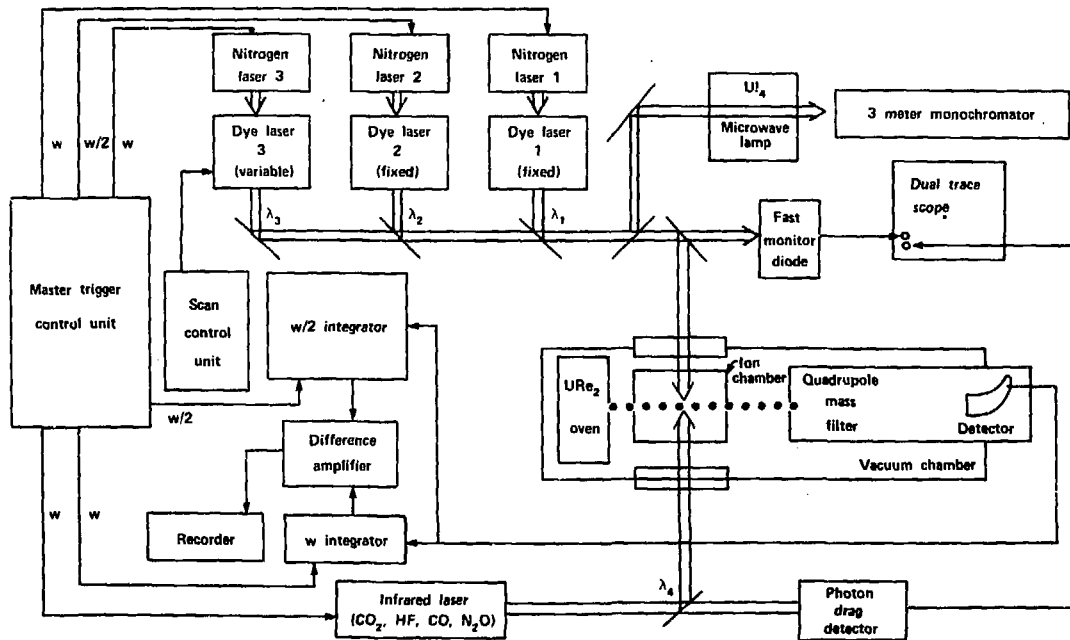 Nitrogen
laser 3
Nitrogen
laser 2
Nitrogen
laser 1
UI4
Microwave
lamp
3 meter monochromator
w
w/2
w
Dye laser
3
(variable)
Dye laser
2
(fixed)
Dye laser
1
(fixed)
λ3
λ2
λ1
Fast
monitor
diode
Dual trace
scope
Master trigger
control unit
Scan
control
unit
w/2 integrator
w/2
URe2
oven
Ion
chamber
Quadrupole
mass
filter
Detector
Vacuum chamber
Difference
amplifier
w
w
Recorder
w integrator
λ4
Infrared laser
(CO2, HF, CO, N2O)
Photon
drag
detector